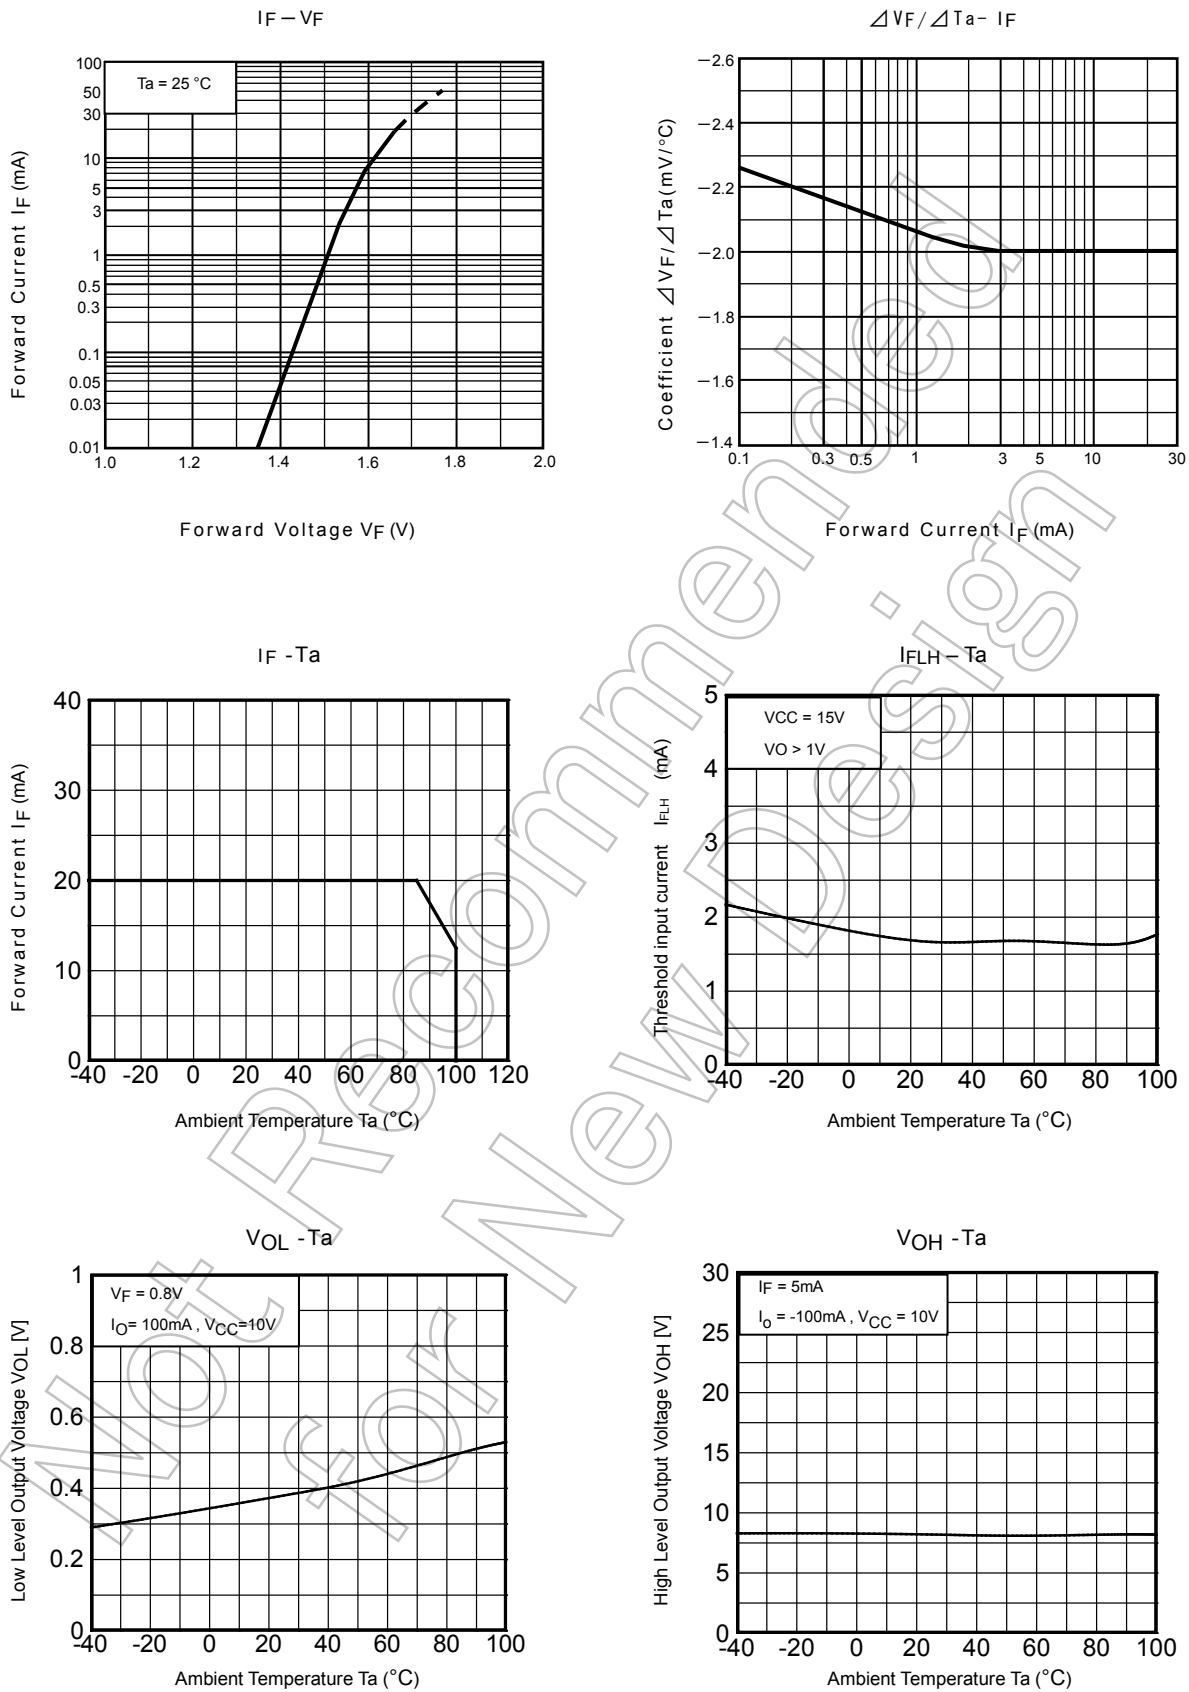 IF – VF
100
50
30
10
5
3
1
0.5
0.3
0.1
0.05
0.03
0.01
Ta = 25 °C
1.0 1.2 1.4 1.6 1.8 2.0
Forward Current IF (mA)
Forward Voltage VF (V)
⊿VF/⊿Ta – IF
–2.6
–2.4
–2.2
–2.0
–1.8
–1.6
–1.4
0.1 0.3 0.5 1 3 5 10 30
Coefficient ⊿VF/⊿Ta(mV/°C)
Forward Current IF (mA)
IF -Ta
40
30
20
10
0
-40 -20 0 20 40 60 80 100 120
Forward Current IF (mA)
Ambient Temperature Ta (°C)
IFLH – Ta
VCC = 15V
VO > 1V
5
4
3
2
1
0
-40 -20 0 20 40 60 80 100
Threshold input current IFLH (mA)
Ambient Temperature Ta (°C)
VOL -Ta
VF = 0.8V
IO= 100mA , VCC=10V
1
0.8
0.6
0.4
0.2
0
-40 -20 0 20 40 60 80 100
Low Level Output Voltage VOL [V]
Ambient Temperature Ta (°C)
VOH -Ta
IF = 5mA
Io = -100mA , VCC = 10V
30
25
20
15
10
5
0
-40 -20 0 20 40 60 80 100
High Level Output Voltage VOH [V]
Ambient Temperature Ta (°C)
Not Recommended
for New Design